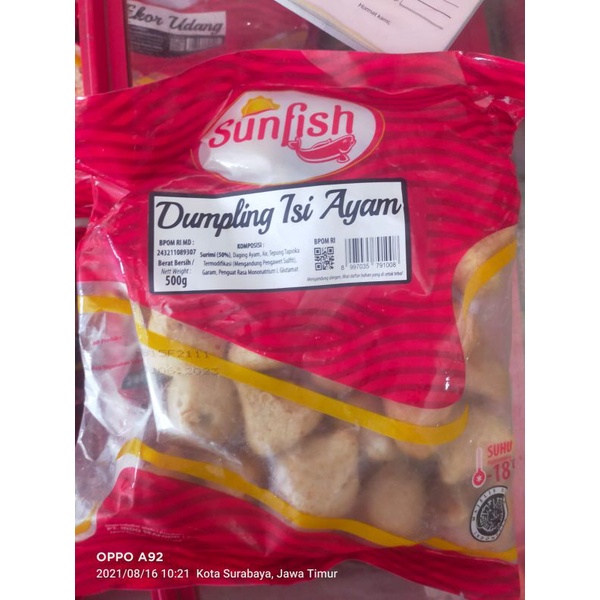 Ekor Udang
Hormat kami,
Sunfish
Dumpling Isi Ayam
BPOM RI MD :
243211089307
Berat Bersih /
Nett Weight :
500g
KOMPOSISI :
Surimi (50%), Daging Ayam, Air, Tepung Tapioka
Termodifikasi (Mengandung Pengawet Sulfit),
Garam, Penguat Rasa Mononatrium L Glutamat
BPOM RI
8 997035 791008
SUHU
-18
OPPO A92
2021/08/16 10:21 Kota Surabaya, Jawa Timur